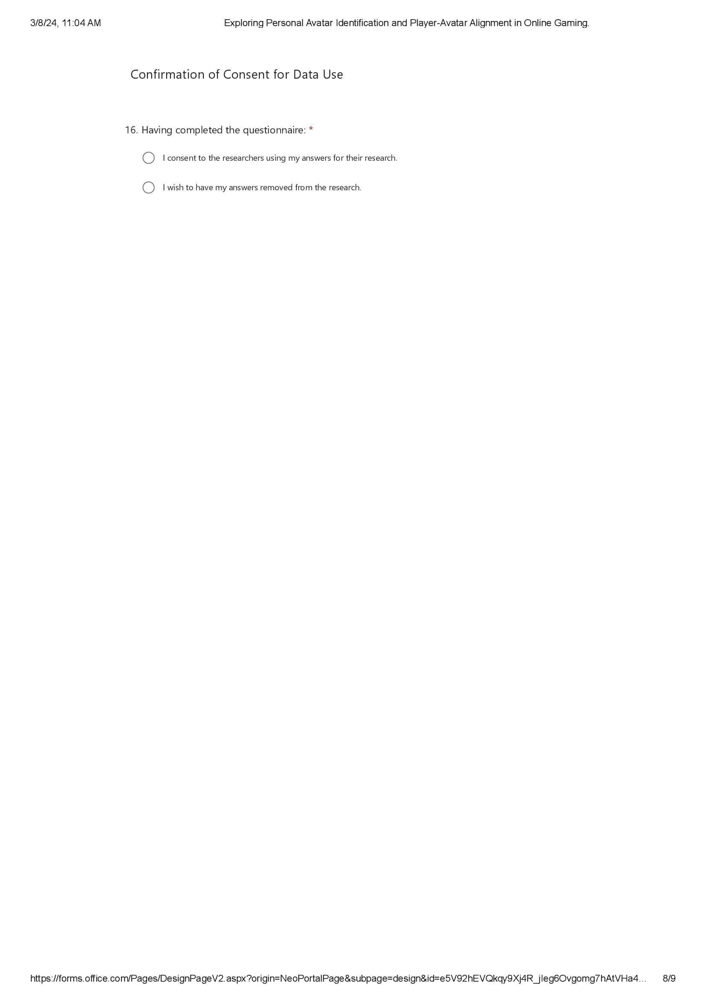 3/8/24, 11:04 AM Exploring Personal Avatar Identification and Player-Avatar Alignment in Online Gaming.
Confirmation of Consent for Data Use
16. Having completed the questionnaire: *
I consent to the researchers using my answers for their research.
I wish to have my answers removed from the research.
https://forms.office.com/Pages/DesignPageV2.aspx?origin=NeoPortalPage&subpage=design&id=e5V92hEVQkqy9Xj4R_jIeg6Ovgomg7hAtVHa4... 8/9